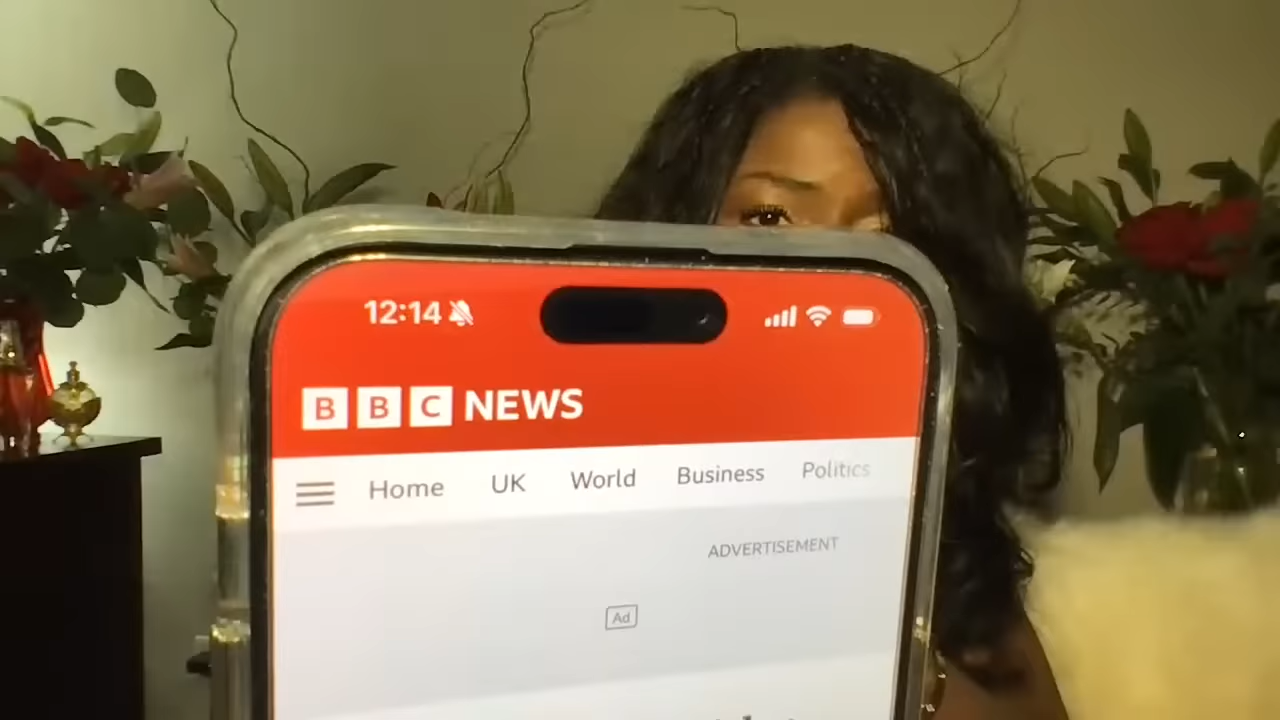 12:14
BBC NEWS
Home UK World Business Politics
ADVERTISEMENT
Ad